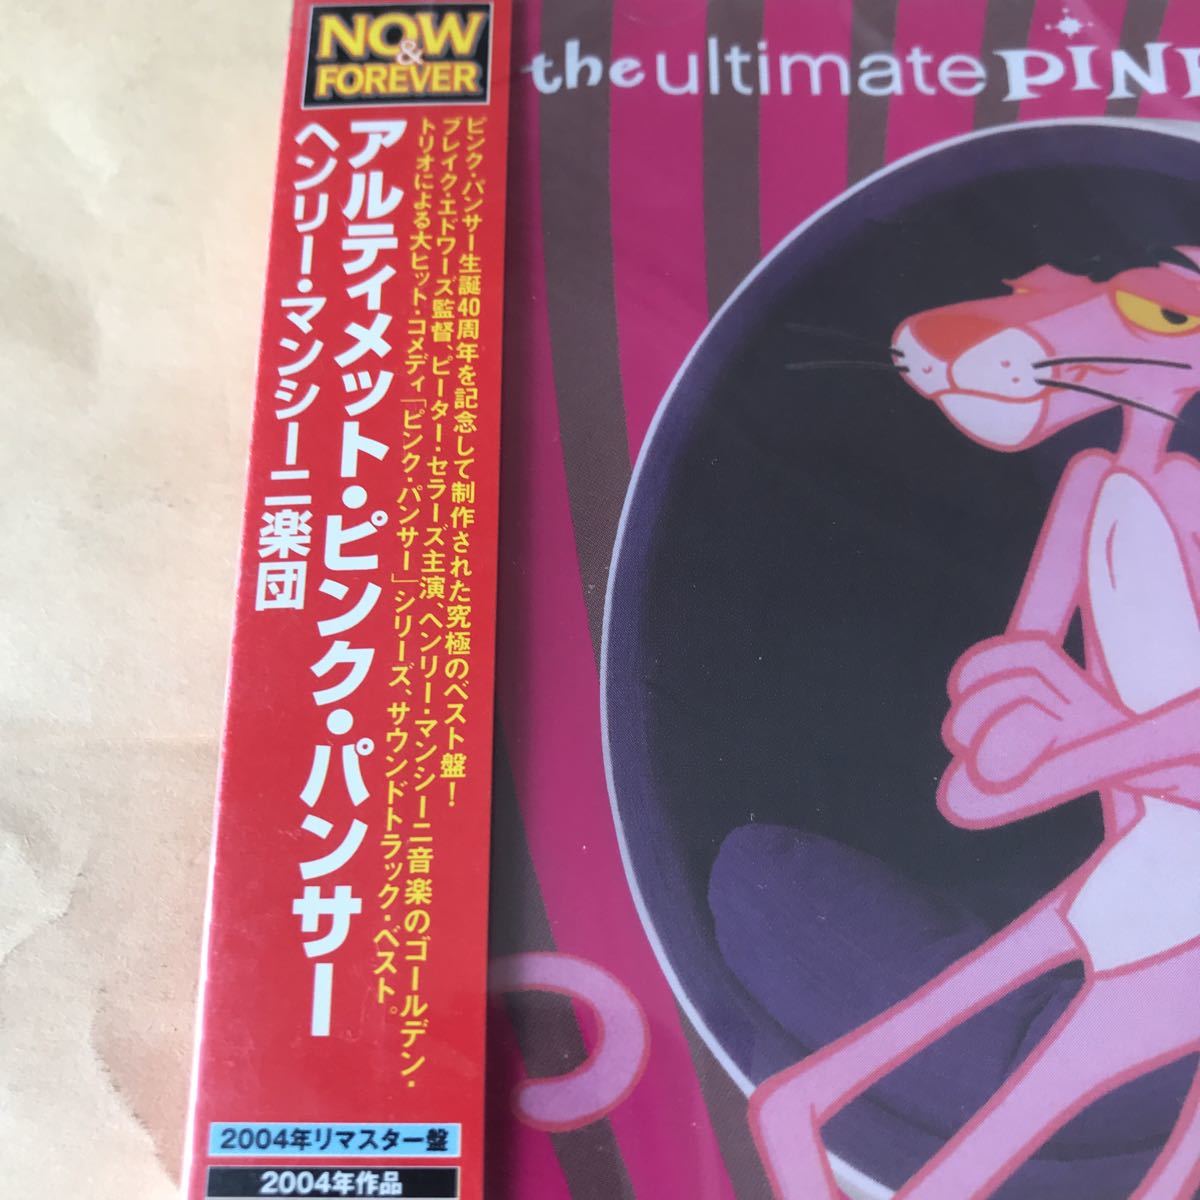 NOW
&
FOREVER
the ultimate PINK
ピンク・パンサー生誕40周年を記念して制作された究極のベスト盤！
ブレイク・エドワーズ監督、ピーター・セラーズ主演、ヘンリー・マンシーニ音楽のゴールデン・
トリオによる大ヒット・コメディ「ピンク・パンサー」シリーズ、サウンドトラック・ベスト。
アルティメット・ピンク・パンサー
ヘンリー・マンシーニ楽団
2004年リマスター盤
2004年作品